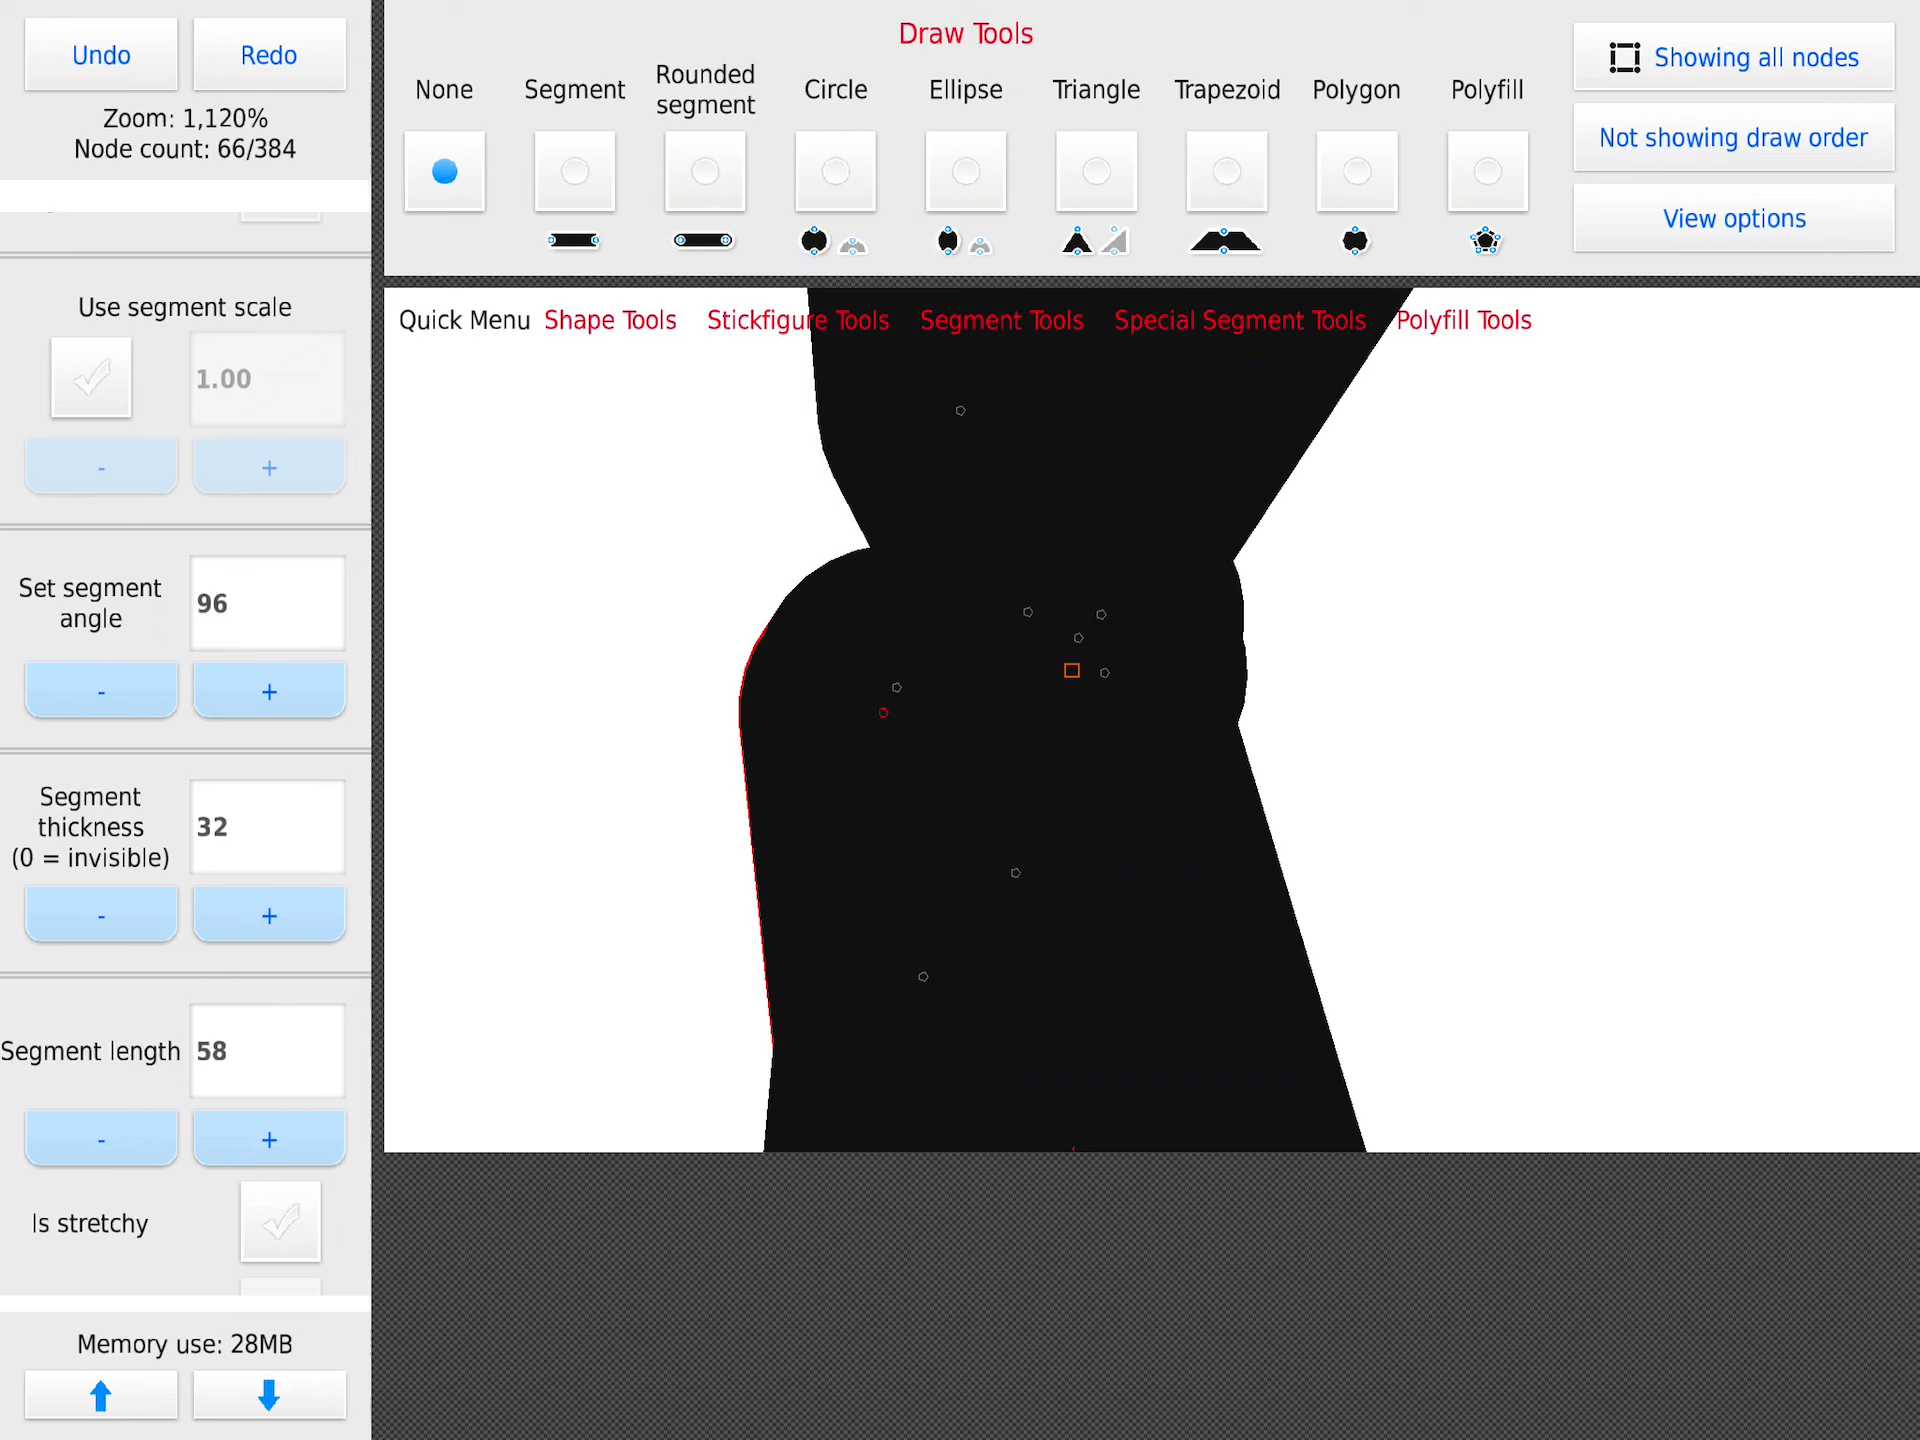 Undo
Redo
Zoom: 1,120%
Node count: 66/384
Use segment scale
1.00
-
+
Set segment
angle
96
-
+
Segment
thickness
(0 = invisible)
32
-
+
Segment length
58
-
+
Is stretchy
Memory use: 28MB
Draw Tools
None
Segment
Rounded
segment
Circle
Ellipse
Triangle
Trapezoid
Polygon
Polyfill
Showing all nodes
Not showing draw order
View options
Quick Menu Shape Tools Stickfigure Tools Segment Tools Special Segment Tools Polyfill Tools